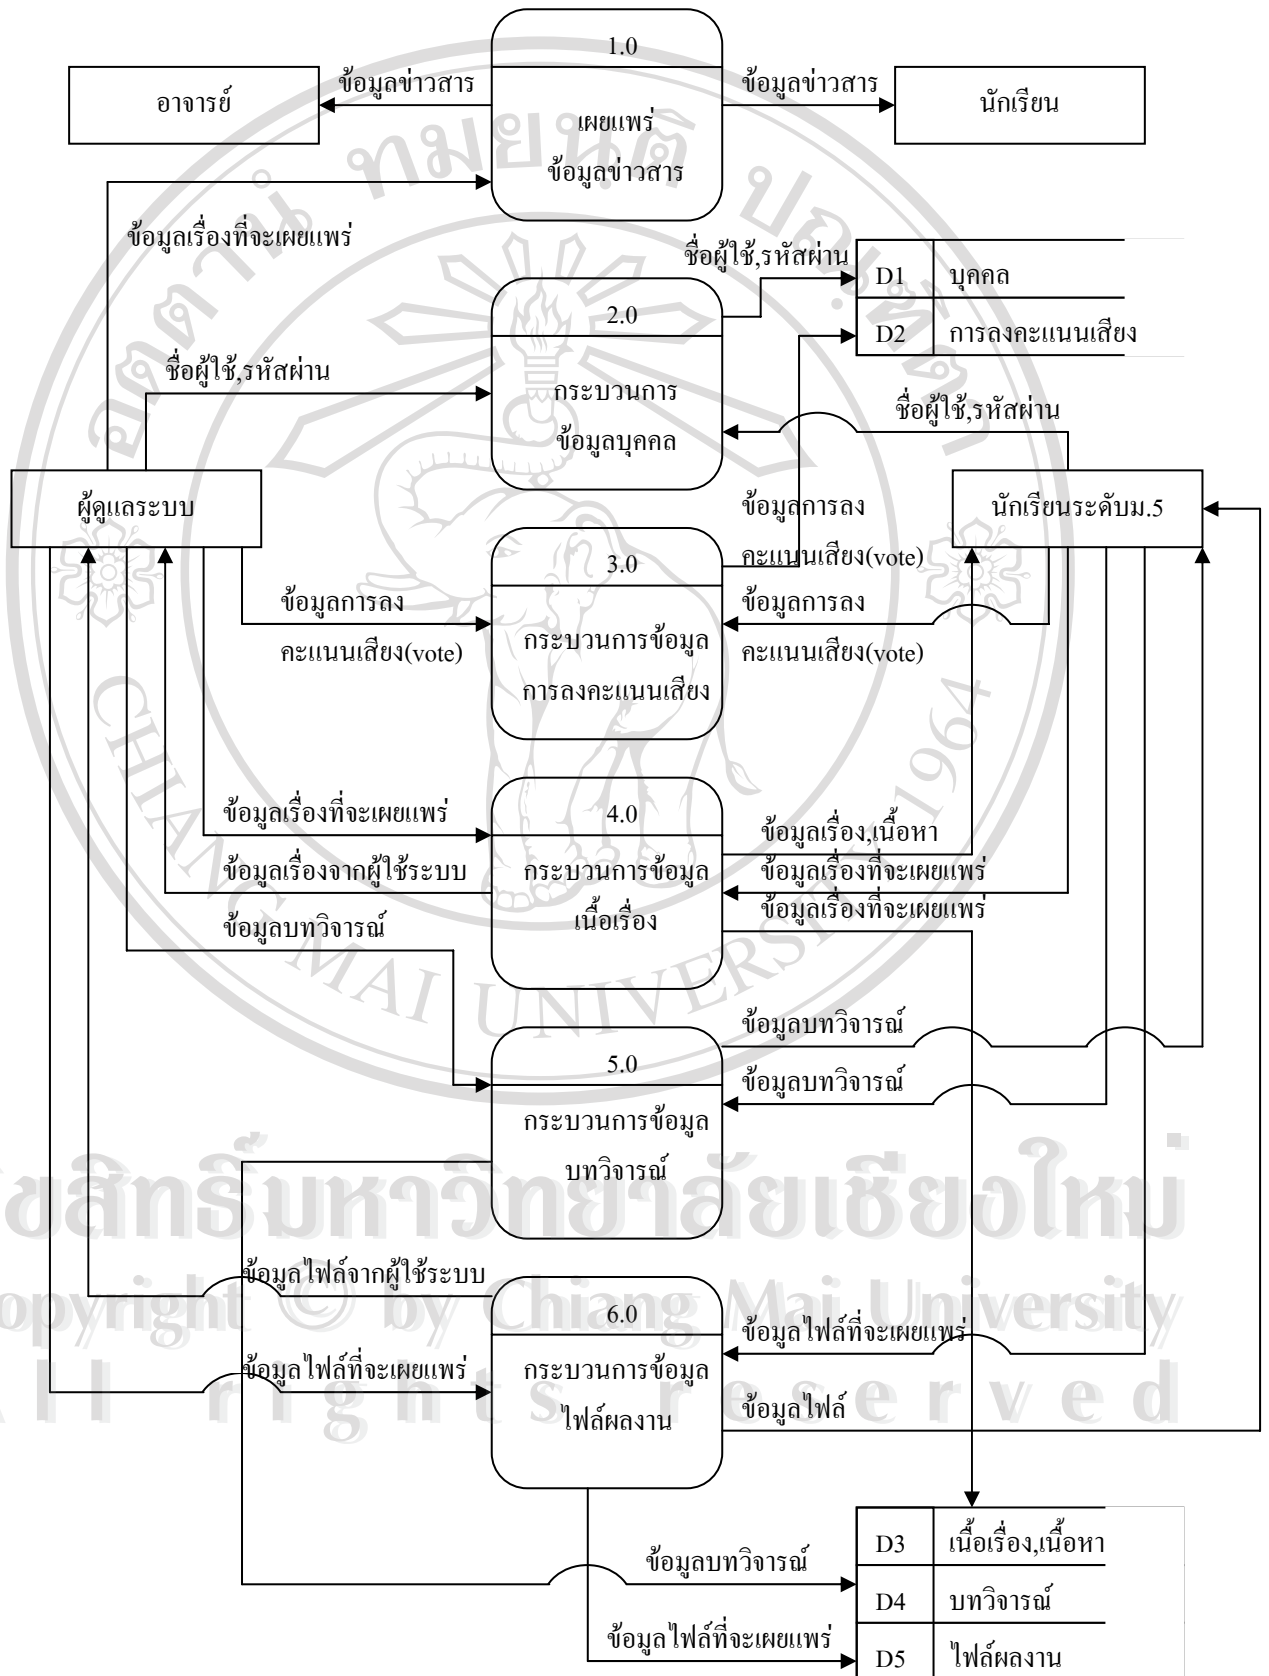 1.0
อาจารย์
ข้อมูลข่าวสาร
ข้อมูลข่าวสาร
นักเรียน
เผยแพร่
ข้อมูลข่าวสาร
ข้อมูลเรื่องที่จะเผยแพร่
ชื่อผู้ใช้,รหัสผ่าน
D1 บุคคล
2.0
D2 การลงคะแนนเสียง
ชื่อผู้ใช้,รหัสผ่าน
กระบวนการ
ข้อมูลบุคคล
ชื่อผู้ใช้,รหัสผ่าน
ผู้ดูแลระบบ
ข้อมูลการลง
คะแนนเสียง(vote)
นักเรียนระดับม.5
3.0
ข้อมูลการลง
คะแนนเสียง(vote)
กระบวนการข้อมูล
การลงคะแนนเสียง
ข้อมูลการลง
คะแนนเสียง(vote)
4.0
ข้อมูลเรื่องที่จะเผยแพร่
ข้อมูลเรื่อง,เนื้อหา
ข้อมูลเรื่องจากผู้ใช้ระบบ
กระบวนการข้อมูล
เนื้อเรื่อง
ข้อมูลเรื่องที่จะเผยแพร่
ข้อมูลเรื่องที่จะเผยแพร่
ข้อมูลบทวิจารณ์
ข้อมูลบทวิจารณ์
5.0
ข้อมูลบทวิจารณ์
กระบวนการข้อมูล
บทวิจารณ์
ข้อมูลไฟล์จากผู้ใช้ระบบ
6.0
ข้อมูลไฟล์ที่จะเผยแพร่
ข้อมูลไฟล์ที่จะเผยแพร่
กระบวนการข้อมูล
ไฟล์ผลงาน
ข้อมูลไฟล์
D3 เนื้อเรื่อง,เนื้อหา
ข้อมูลบทวิจารณ์
D4 บทวิจารณ์
ข้อมูลไฟล์ที่จะเผยแพร่
D5 ไฟล์ผลงาน
CHIANG MAI UNIVERSITY 1964
สิทธิ์มหาวิทยาลัยเชียงใหม่
opyright © by Chiang Mai University
ll rights reserved